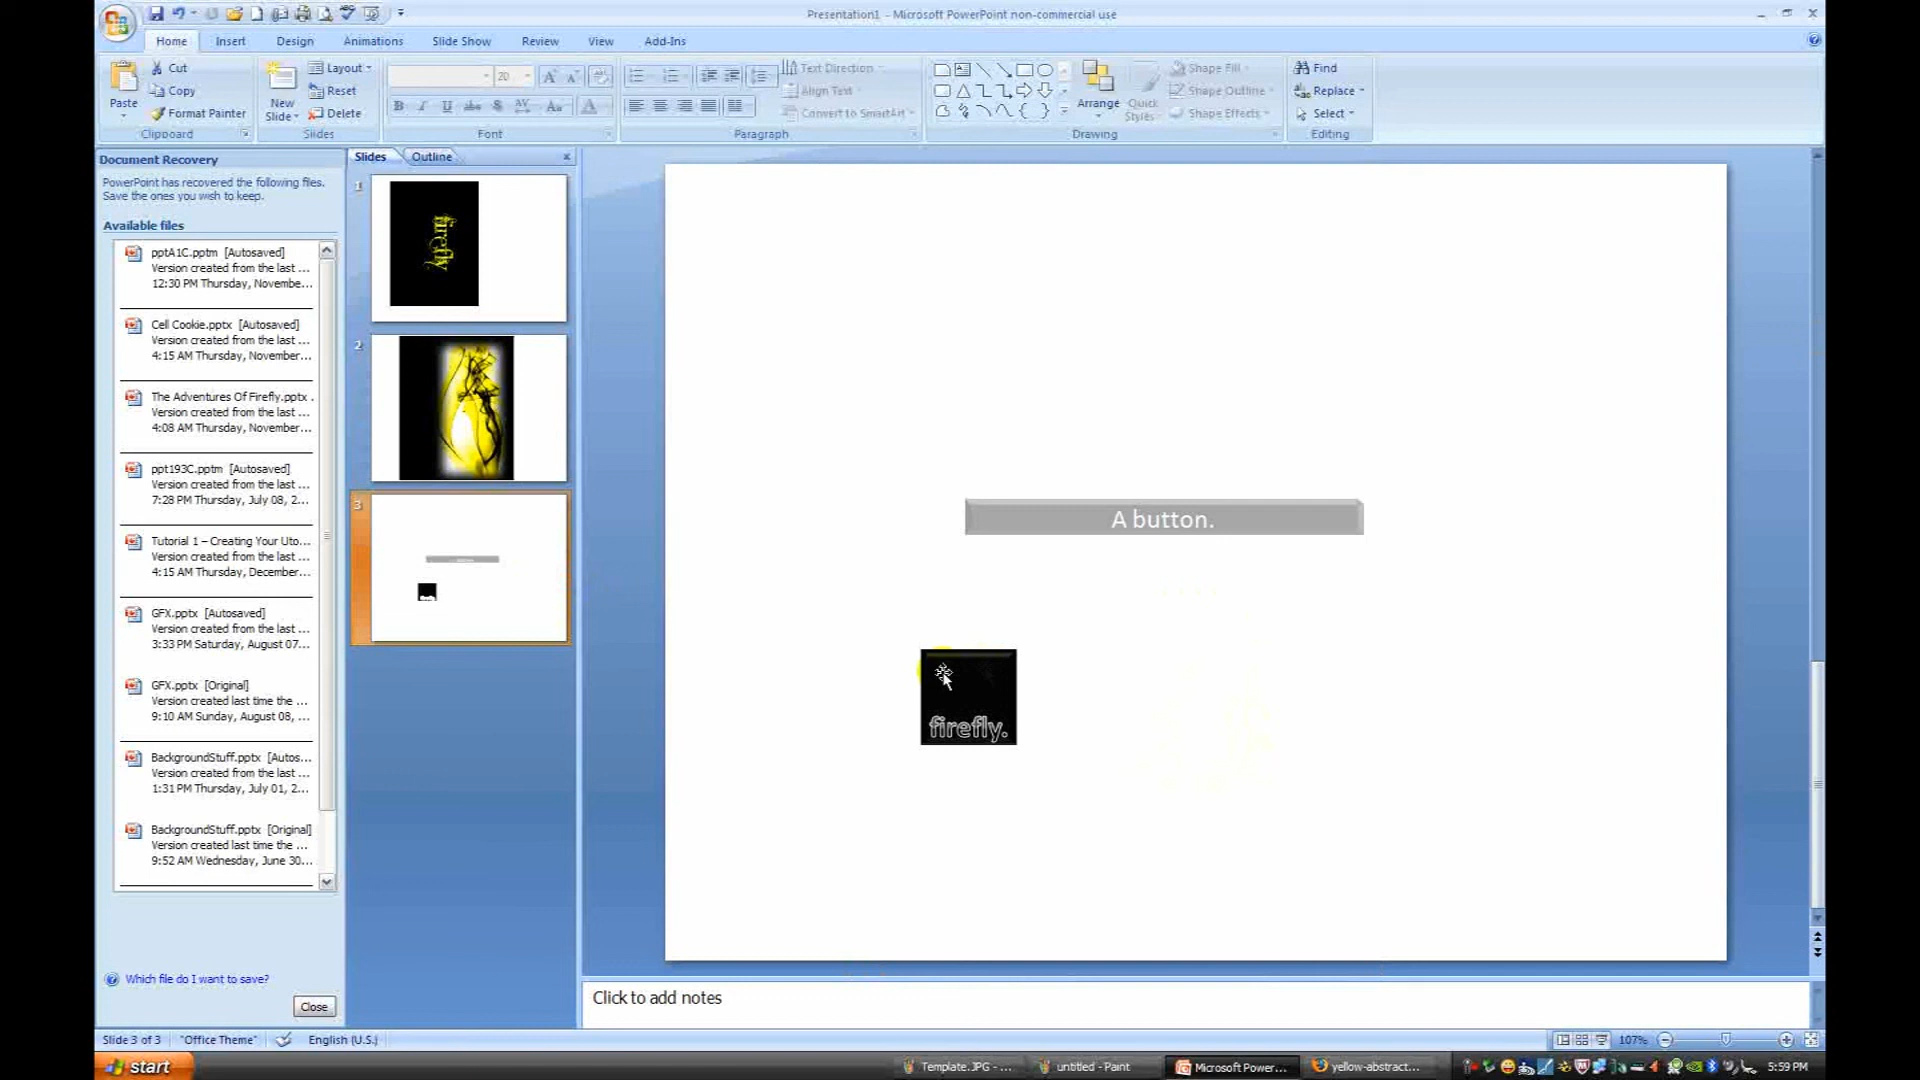 Presentation1 - Microsoft PowerPoint non-commercial use
Home Insert Design Animations Slide Show Review View Add-Ins
Paste
Cut
Copy
Format Painter
Clipboard
New Slide
Layout
Reset
Delete
Slides
20
Font
Text Direction
Align Text
Convert to SmartArt
Paragraph
Arrange
Quick Styles
Shape Fill
Shape Outline
Shape Effects
Drawing
Find
Replace
Select
Editing
Document Recovery
PowerPoint has recovered the following files.
Save the ones you wish to keep.
Available files
pptA1C.pptm [Autosaved]
Version created from the last ...
12:30 PM Thursday, Novembe...
Cell Cookie.pptx [Autosaved]
Version created from the last ...
4:15 AM Thursday, November...
The Adventures Of Firefly.pptx .
Version created from the last ...
4:08 AM Thursday, November...
ppt193C.pptm [Autosaved]
Version created from the last ...
7:28 PM Thursday, July 08, 2...
Tutorial 1 – Creating Your Uto...
Version created from the last ...
4:15 AM Thursday, December...
GFX.pptx [Autosaved]
Version created from the last ...
3:33 PM Saturday, August 07...
GFX.pptx [Original]
Version created last time the ...
9:10 AM Sunday, August 08, ...
BackgroundStuff.pptx [Autos...
Version created from the last ...
1:31 PM Thursday, July 01, 2...
BackgroundStuff.pptx [Original]
Version created last time the ...
9:52 AM Wednesday, June 30...
Which file do I want to save?
Close
Slides Outline
1
firefly.
2
3
A button.
firefly.
Click to add notes
Slide 3 of 3 "Office Theme" English (U.S.)
107%
start
Template.JPG - ...
untitled - Paint
Microsoft Power...
yellow-abstract...
5:59 PM